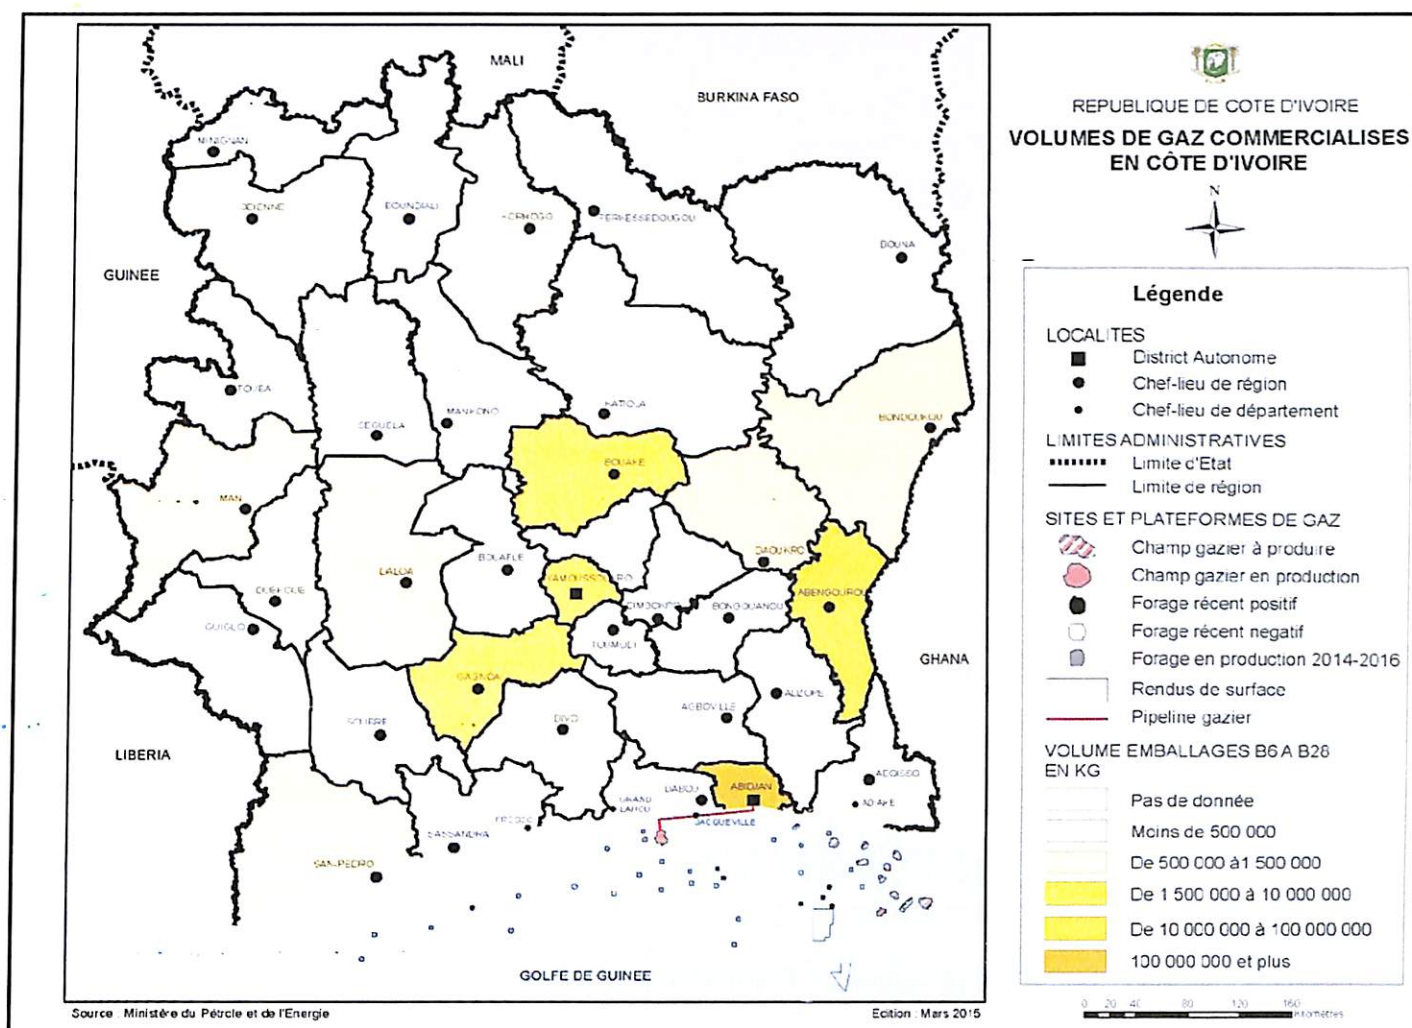 MALI
BURKINA FASO
MINIGNAN
BOUNDIALI
KORHOGO
FERKESSEDOUGOU
DOUNA
GUINEE
TOUBA
SEGUELA
MANKONO
KATIOLA
BONDOUKOU
BOUAKE
MAN
DAOUKRO
BOUAFLE
DALOA
YAMOUSSOUKRO
ABENGOUROU
DUEKOUE
DIMBOKRO
BONGOUANOU
GUIGLO
TOUMODI
GHANA
GAGNOA
ADZOPE
AGBOVILLE
DIVO
SOUBRE
LIBERIA
ABOISSO
ABIDJAN
DABOU
GRAND
LAHOU
ADIAKE
JACQUEVILLE
FRESCO
SASSANDRA
SAN-PEDRO
GOLFE DE GUINEE
Source : Ministère du Pétrole et de l'Energie
Edition : Mars 2015
REPUBLIQUE DE COTE D'IVOIRE
VOLUMES DE GAZ COMMERCIALISES
EN CÔTE D'IVOIRE
N
Légende
LOCALITES
District Autonome
Chef-lieu de région
Chef-lieu de département
LIMITES ADMINISTRATIVES
Limite d'Etat
Limite de région
SITES ET PLATEFORMES DE GAZ
Champ gazier à produire
Champ gazier en production
Forage récent positif
Forage récent negatif
Forage en production 2014-2016
Rendus de surface
Pipeline gazier
VOLUME EMBALLAGES B6 A B28
EN KG
Pas de donnée
Moins de 500 000
De 500 000 à1 500 000
De 1 500 000 à 10 000 000
De 10 000 000 à 100 000 000
100 000 000 et plus
0 20 40 80 120 160
Kilomètres